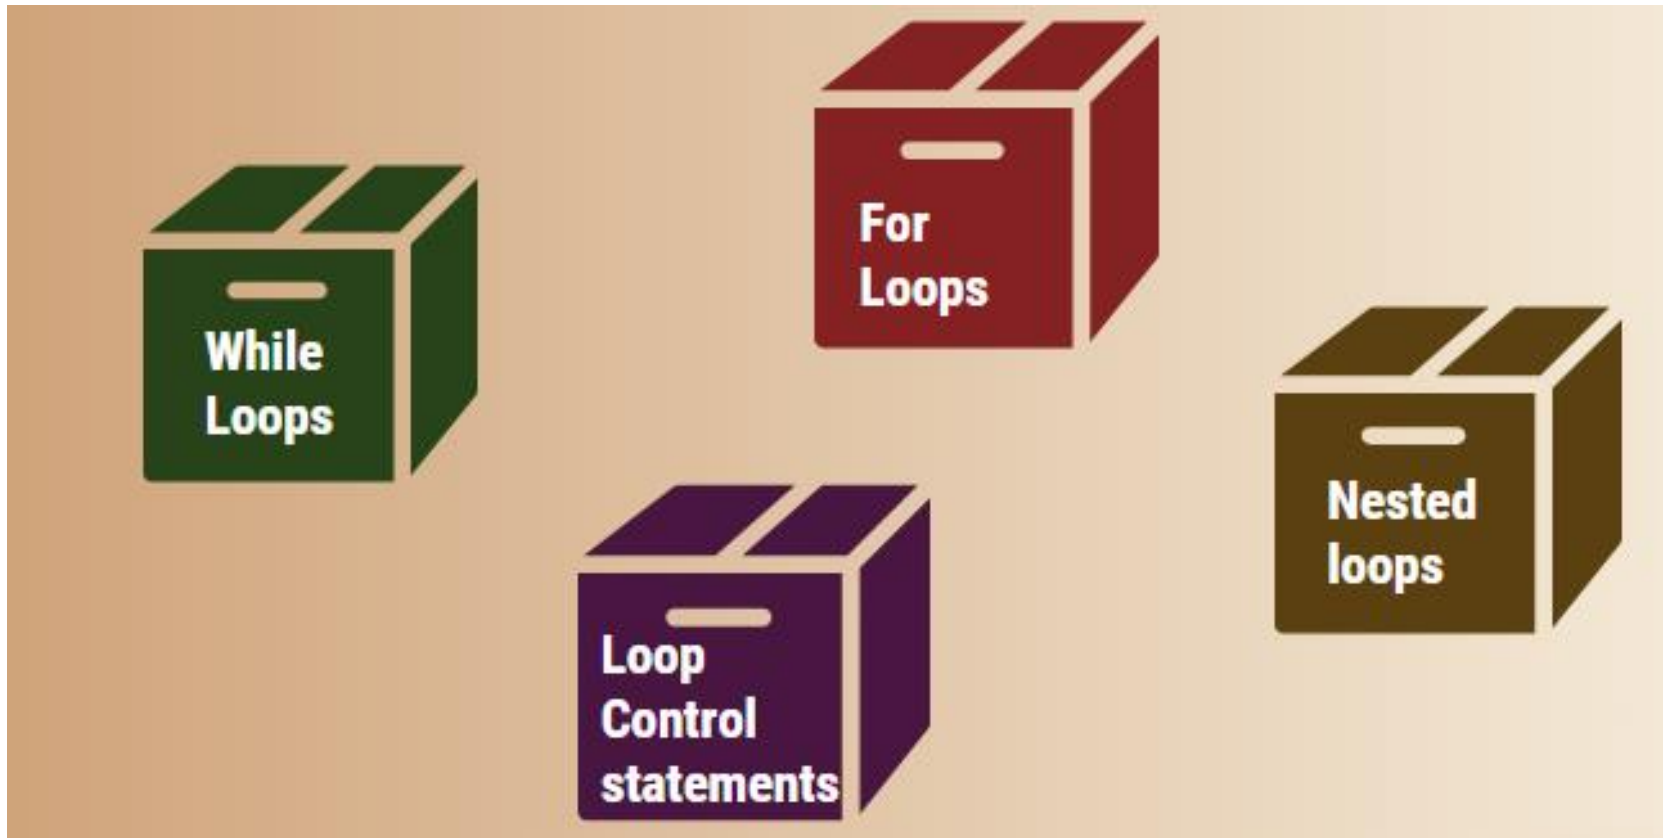 While
Loops
For
Loops
Loop
Control
statements
Nested
loops